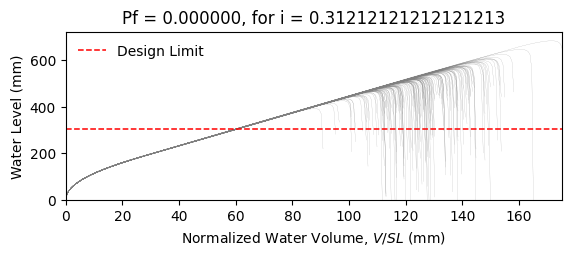 Pf = 0.000000, for i = 0.31212121212121213
Design Limit
Water Level (mm)
600
400
200
0
0 20 40 60 80 100 120 140 160
Normalized Water Volume, V/SL (mm)